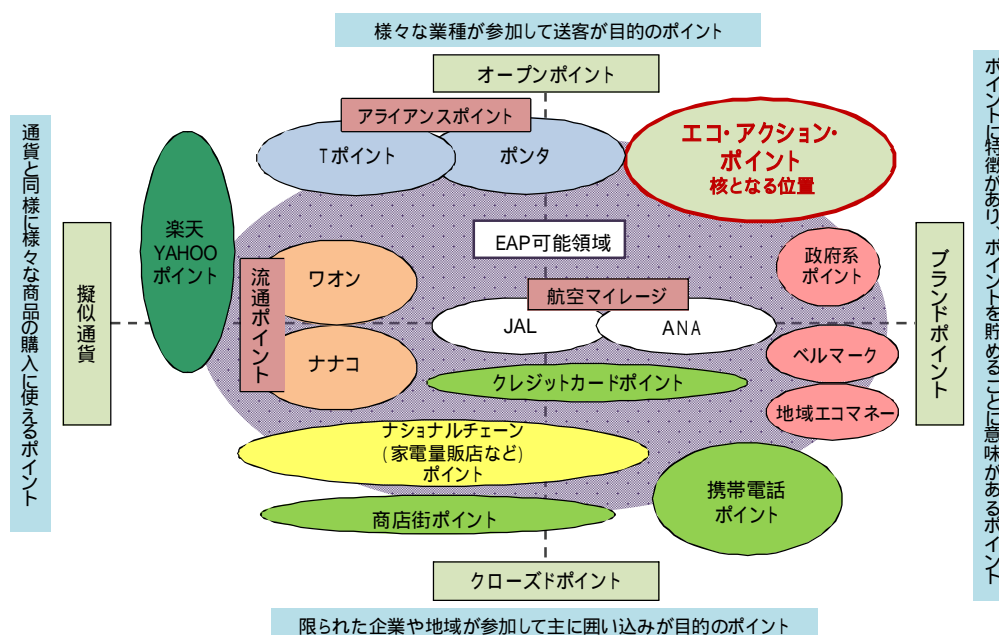 様々な業種が参加して送客が目的のポイント
オープンポイント
アライアンスポイント
Tポイント
ポンタ
エコ・アクション・
ポイント
核となる位置
通貨と同様に様々な商品の購入に使えるポイント
擬似通貨
楽天
YAHOO
ポイント
流通ポイント
ワオン
ナナコ
EAP可能領域
航空マイレージ
JAL
ANA
クレジットカードポイント
政府系
ポイント
ベルマーク
地域エコマネー
ブランドポイント
ポイントに特徴があり、ポイントを貯めることに意味があるポイント
ナショナルチェーン
(家電量販店など)
ポイント
商店街ポイント
携帯電話
ポイント
クローズドポイント
限られた企業や地域が参加して主に囲い込みが目的のポイント